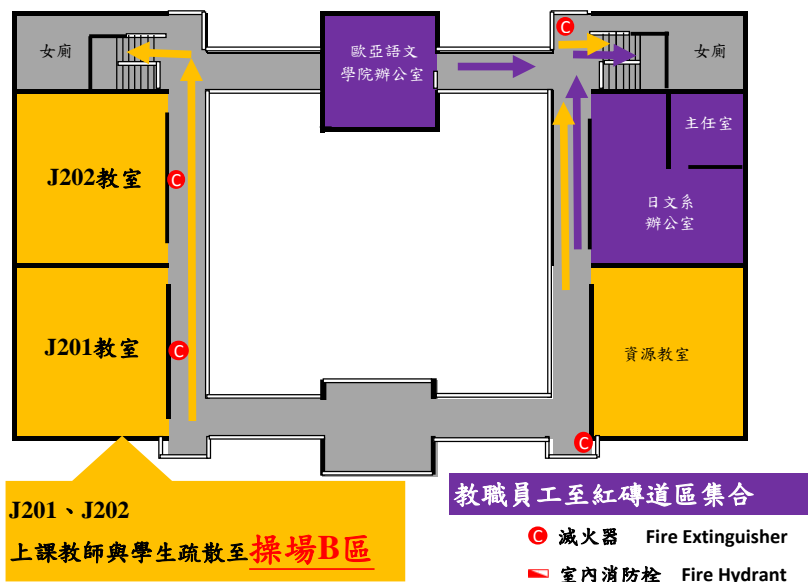 C
女廁
歐亞語文
學院辦公室
女廁
主任室
J202教室
C
日文系
辦公室
J201教室
C
資源教室
C
J201、J202
上課教師與學生疏散至操場B區
教職員工至紅磚道區集合
C 滅火器 Fire Extinguisher
室內消防栓 Fire Hydrant